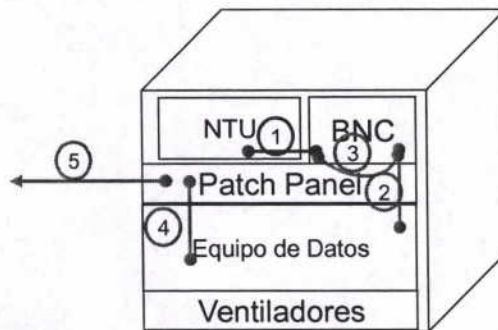 NTU 1 BNC
3
5 Patch Panel 2
4 Equipo de Datos
Ventiladores